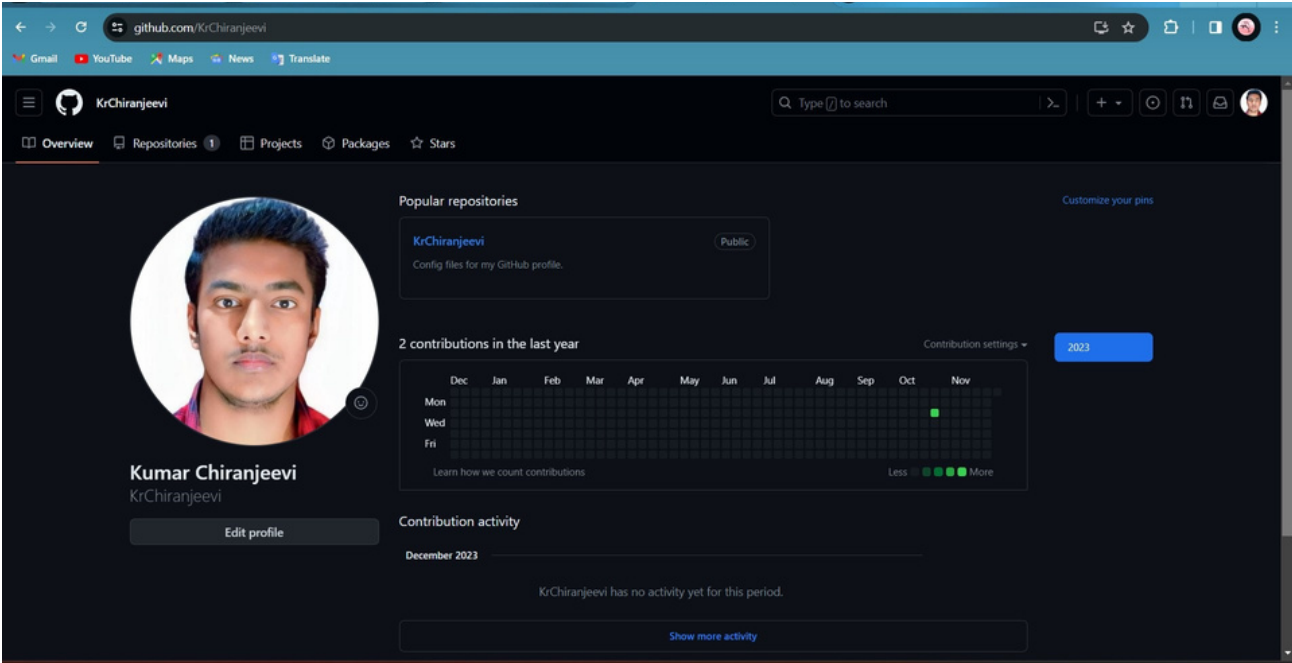 github.com/KrChiranjeevi
Gmail YouTube Maps News Translate
KrChiranjeevi
Type / to search
Overview Repositories 1 Projects Packages Stars
Popular repositories
Customize your pins
KrChiranjeevi Public
Config files for my GitHub profile.
2 contributions in the last year
Contribution settings
2023
Dec Jan Feb Mar Apr May Jun Jul Aug Sep Oct Nov
Mon
Wed
Fri
Learn how we count contributions
Less More
Kumar Chiranjeevi
KrChiranjeevi
Edit profile
Contribution activity
December 2023
KrChiranjeevi has no activity yet for this period.
Show more activity